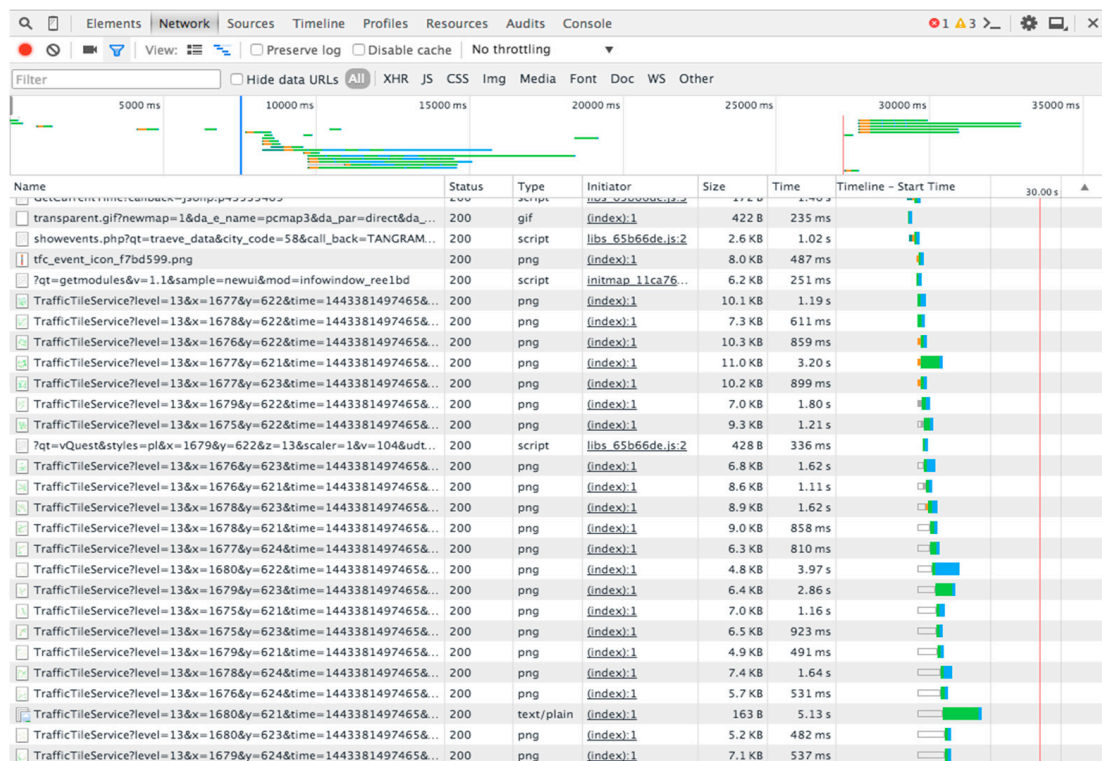 Elements Network Sources Timeline Profiles Resources Audits Console 1 3
View: Preserve log Disable cache No throttling
Filter Hide data URLs All XHR JS CSS Img Media Font Doc WS Other
5000 ms 10000 ms 15000 ms 20000 ms 25000 ms 30000 ms 35000 ms
Name Status Type Initiator Size Time Timeline – Start Time 30.00 s
transparent.gif?newmap=1&da_e_name=pcmap3&da_par=direct&da_... 200 gif (index):1 422 B 235 ms
showevents.php?qt=traeve_data&city_code=58&call_back=TANGRAM... 200 script libs_65b66de.js:2 2.6 KB 1.02 s
tfc_event_icon_f7bd599.png 200 png (index):1 8.0 KB 487 ms
?qt=getmodules&v=1.1&sample=newui&mod=infowindow_ree1bd 200 script initmap_11ca76... 6.2 KB 251 ms
TrafficTileService?level=13&x=1677&y=622&time=1443381497465&... 200 png (index):1 10.1 KB 1.19 s
TrafficTileService?level=13&x=1678&y=622&time=1443381497465&... 200 png (index):1 7.3 KB 611 ms
TrafficTileService?level=13&x=1676&y=622&time=1443381497465&... 200 png (index):1 10.3 KB 859 ms
TrafficTileService?level=13&x=1677&y=621&time=1443381497465&... 200 png (index):1 11.0 KB 3.20 s
TrafficTileService?level=13&x=1677&y=623&time=1443381497465&... 200 png (index):1 10.2 KB 899 ms
TrafficTileService?level=13&x=1679&y=622&time=1443381497465&... 200 png (index):1 7.0 KB 1.80 s
TrafficTileService?level=13&x=1675&y=622&time=1443381497465&... 200 png (index):1 9.3 KB 1.21 s
?qt=vQuest&styles=pl&x=1679&y=622&z=13&scaler=1&v=104&udt... 200 script libs_65b66de.js:2 428 B 336 ms
TrafficTileService?level=13&x=1676&y=623&time=1443381497465&... 200 png (index):1 6.8 KB 1.62 s
TrafficTileService?level=13&x=1676&y=621&time=1443381497465&... 200 png (index):1 8.6 KB 1.11 s
TrafficTileService?level=13&x=1678&y=623&time=1443381497465&... 200 png (index):1 8.9 KB 1.62 s
TrafficTileService?level=13&x=1678&y=621&time=1443381497465&... 200 png (index):1 9.0 KB 858 ms
TrafficTileService?level=13&x=1677&y=624&time=1443381497465&... 200 png (index):1 6.3 KB 810 ms
TrafficTileService?level=13&x=1680&y=622&time=1443381497465&... 200 png (index):1 4.8 KB 3.97 s
TrafficTileService?level=13&x=1679&y=623&time=1443381497465&... 200 png (index):1 6.4 KB 2.86 s
TrafficTileService?level=13&x=1675&y=621&time=1443381497465&... 200 png (index):1 7.0 KB 1.16 s
TrafficTileService?level=13&x=1675&y=623&time=1443381497465&... 200 png (index):1 6.5 KB 923 ms
TrafficTileService?level=13&x=1679&y=621&time=1443381497465&... 200 png (index):1 4.9 KB 491 ms
TrafficTileService?level=13&x=1678&y=624&time=1443381497465&... 200 png (index):1 7.4 KB 1.64 s
TrafficTileService?level=13&x=1676&y=624&time=1443381497465&... 200 png (index):1 5.7 KB 531 ms
TrafficTileService?level=13&x=1680&y=621&time=1443381497465&... 200 text/plain (index):1 163 B 5.13 s
TrafficTileService?level=13&x=1680&y=623&time=1443381497465&... 200 png (index):1 5.2 KB 482 ms
TrafficTileService?level=13&x=1679&y=624&time=1443381497465&... 200 png (index):1 7.1 KB 537 ms